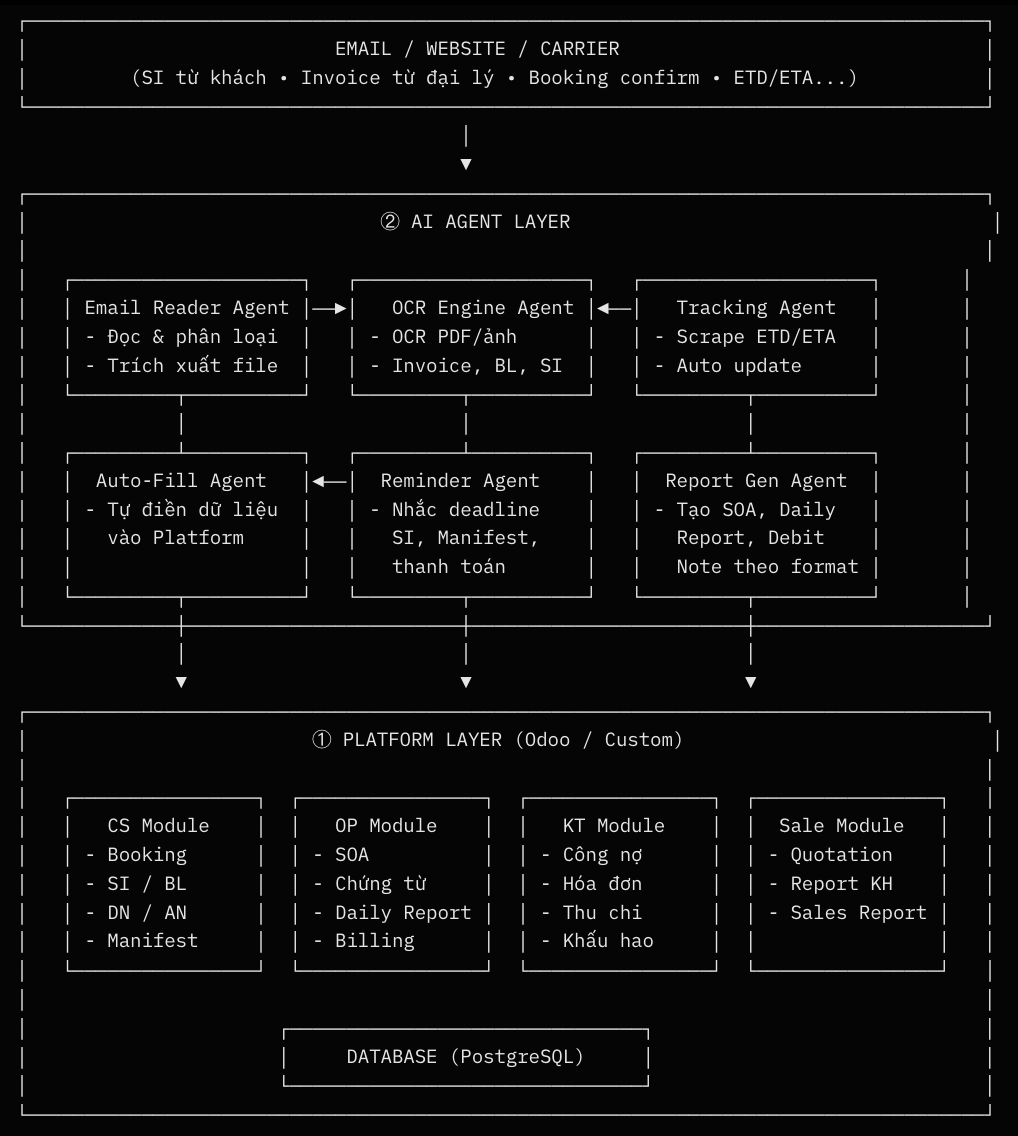 EMAIL / WEBSITE / CARRIER
(SI từ khách • Invoice từ đại lý • Booking confirm • ETD/ETA...)
② AI AGENT LAYER
Email Reader Agent
- Đọc & phân loại
- Trích xuất file
OCR Engine Agent
- OCR PDF/ảnh
- Invoice, BL, SI
Tracking Agent
- Scrape ETD/ETA
- Auto update
Auto-Fill Agent
- Tự điền dữ liệu
vào Platform
Reminder Agent
- Nhắc deadline
SI, Manifest,
thanh toán
Report Gen Agent
- Tạo SOA, Daily
Report, Debit
Note theo format
① PLATFORM LAYER (Odoo / Custom)
CS Module
- Booking
- SI / BL
- DN / AN
- Manifest
OP Module
- SOA
- Chứng từ
- Daily Report
- Billing
KT Module
- Công nợ
- Hóa đơn
- Thu chi
- Khấu hao
Sale Module
- Quotation
- Report KH
- Sales Report
DATABASE (PostgreSQL)